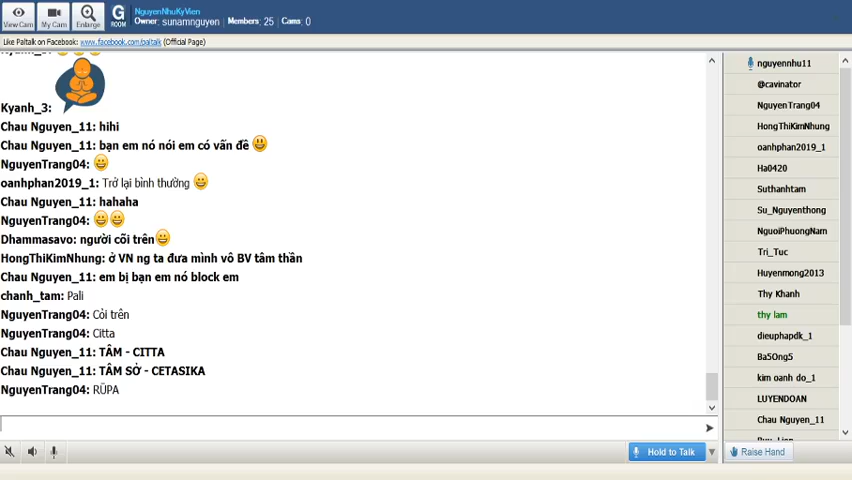 NguyenNhuKyVien
Owner: sunamnguyen Members: 25 Cams: 0
View Cam My Cam Enlarge G ROOM
Like Paltalk on Facebook: www.facebook.com/paltalk (Official Page)
Kyanh_3:
Chau Nguyen_11: hihi
Chau Nguyen_11: bạn em nó nói em có vấn đề
NguyenTrang04:
oanhphan2019_1: Trở lại bình thường
Chau Nguyen_11: hahaha
NguyenTrang04:
Dhammasavo: người cõi trên
HongThiKimNhung: ở VN ng ta đưa mình vô BV tâm thần
Chau Nguyen_11: em bị bạn em nó block em
chanh_tam: Pali
NguyenTrang04: Cỏi trên
NguyenTrang04: Citta
Chau Nguyen_11: TÂM - CITTA
Chau Nguyen_11: TÂM SỞ - CETASIKA
NguyenTrang04: RŪPA
Hold to Talk
nguyennhu11
@cavinator
NguyenTrang04
HongThiKimNhung
oanhphan2019_1
Ha0420
Suthanhtam
Su_Nguyenthong
NguoiPhuongNam
Tri_Tuc
Huyenmong2013
Thy Khanh
thy lam
dieuphapdk_1
Ba5Ong5
kim oanh do_1
LUYENDOAN
Chau Nguyen_11
Raise Hand